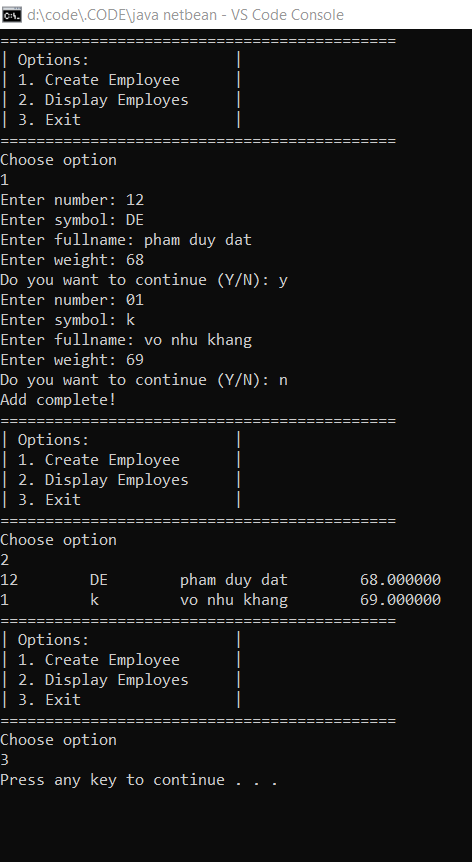 d:\code\.CODE\java netbean - VS Code Console
============================================
| Options:                |
| 1. Create Employee      |
| 2. Display Employes     |
| 3. Exit                 |
============================================
Choose option
1
Enter number: 12
Enter symbol: DE
Enter fullname: pham duy dat
Enter weight: 68
Do you want to continue (Y/N): y
Enter number: 01
Enter symbol: k
Enter fullname: vo nhu khang
Enter weight: 69
Do you want to continue (Y/N): n
Add complete!
============================================
| Options:                |
| 1. Create Employee      |
| 2. Display Employes     |
| 3. Exit                 |
============================================
Choose option
2
12        DE        pham duy dat        68.000000
1         k         vo nhu khang        69.000000
============================================
| Options:                |
| 1. Create Employee      |
| 2. Display Employes     |
| 3. Exit                 |
============================================
Choose option
3
Press any key to continue . . .